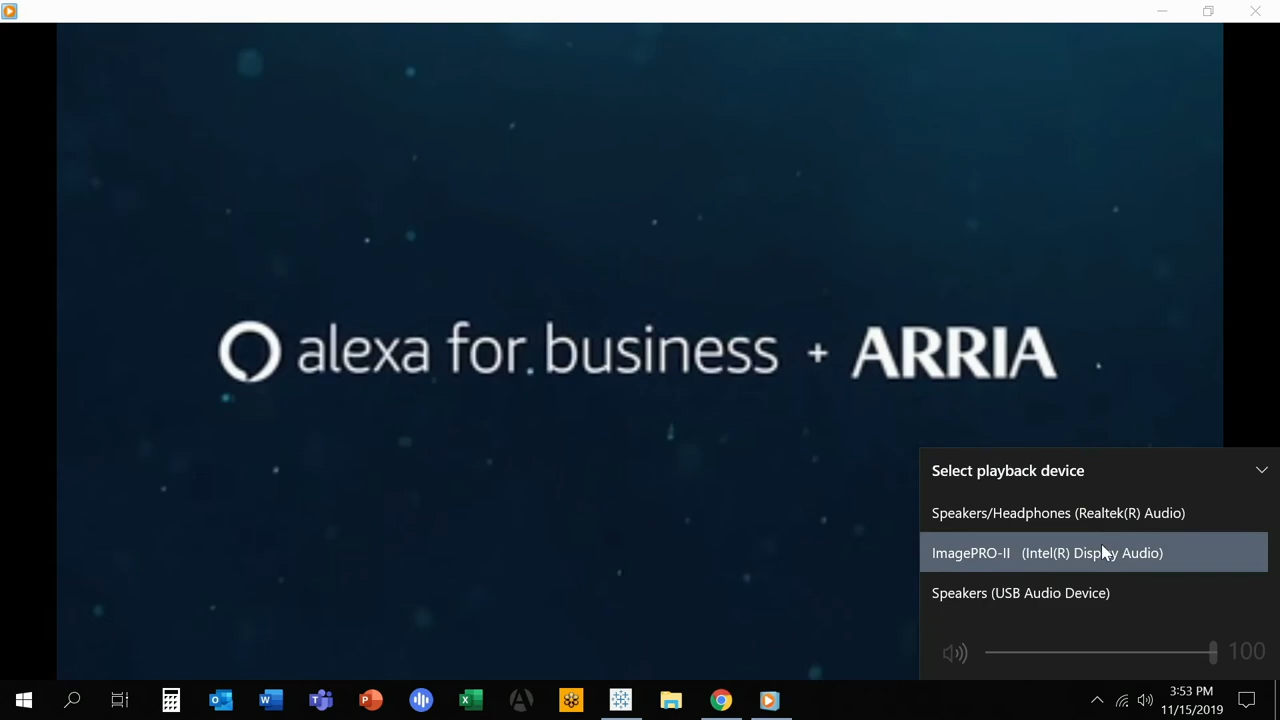 alexa for business + ARRIA
Select playback device
Speakers/Headphones (Realtek(R) Audio)
ImagePRO-II (Intel(R) Display Audio)
Speakers (USB Audio Device)
100
3:53 PM
11/15/2019